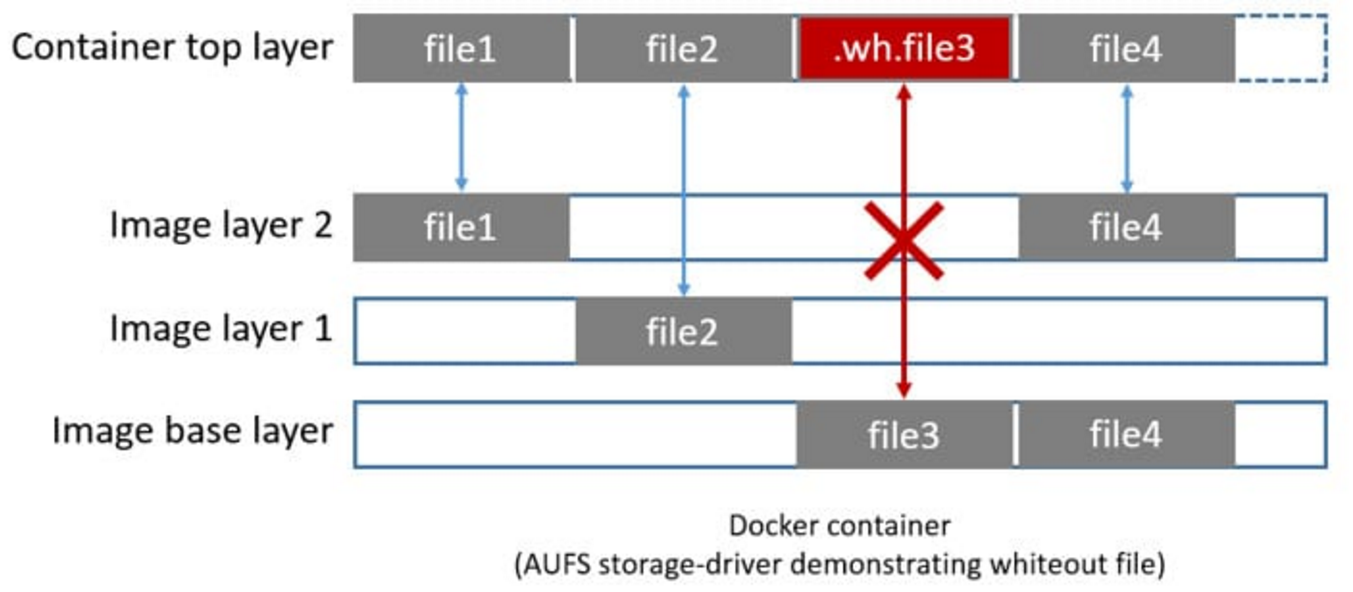 Container top layer file1 file2 .wh.file3 file4
Image layer 2 file1 file4
Image layer 1 file2
Image base layer file3 file4
Docker container
(AUFS storage-driver demonstrating whiteout file)